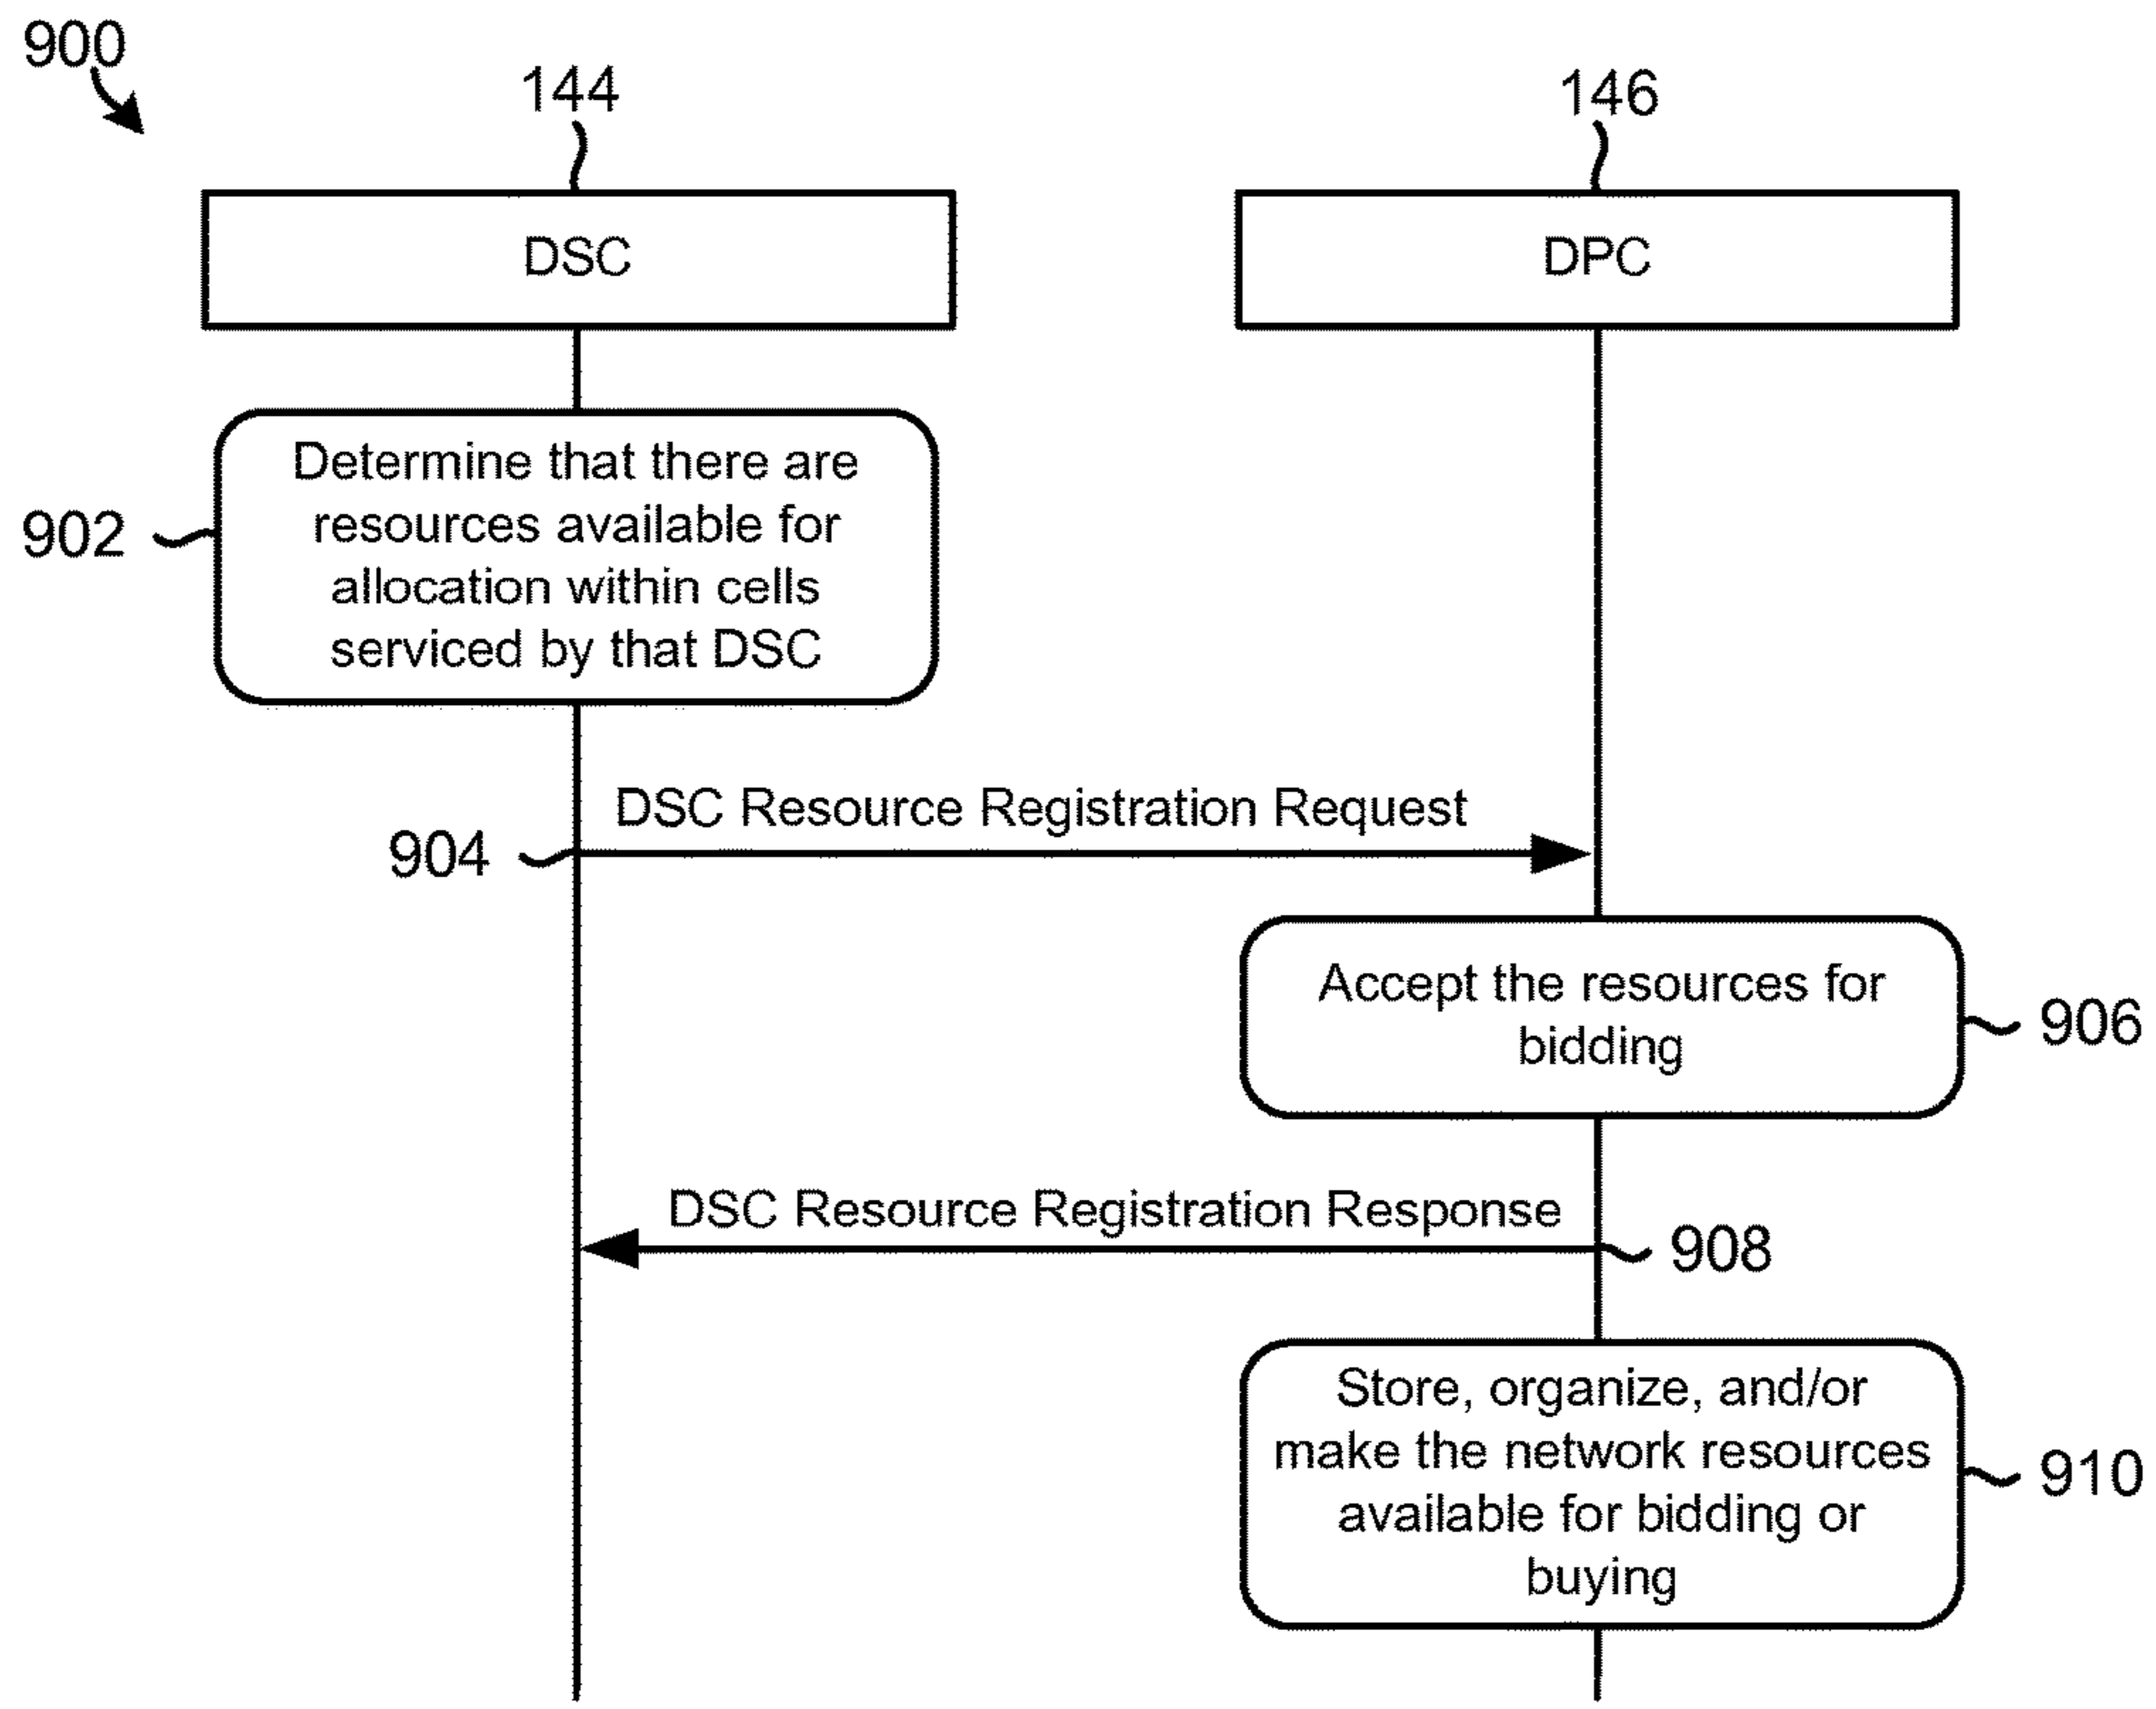 900
144
146
DSC
DPC
902
Determine that there are
resources available for
allocation within cells
serviced by that DSC
DSC Resource Registration Request
904
Accept the resources for
bidding
906
DSC Resource Registration Response
908
Store, organize, and/or
make the network resources
available for bidding or
buying
910